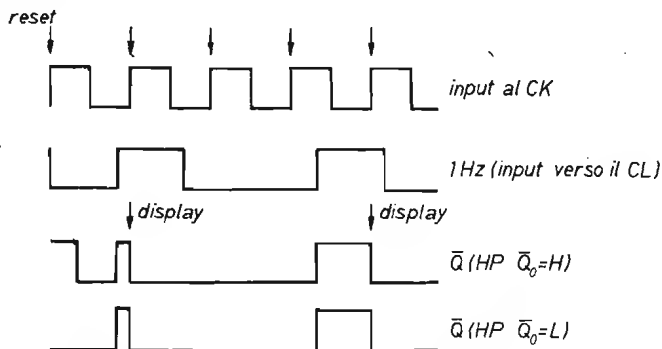 reset
input al CK
1Hz (input verso il CL)
display
display
Q̄ (HP Q̄₀=H)
Q̄ (HP Q̄₀=L)